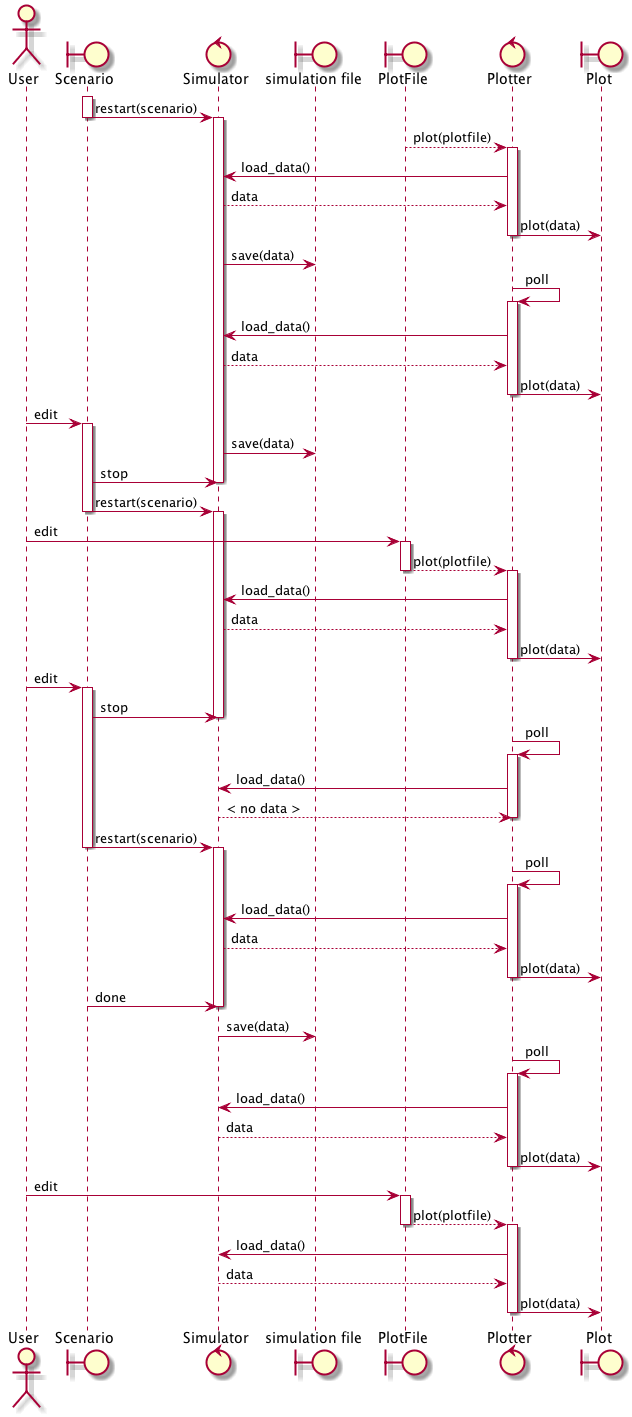 User Scenario Simulator simulation file PlotFile Plotter Plot
restart(scenario)
plot(plotfile)
load_data()
data
plot(data)
save(data)
poll
load_data()
data
plot(data)
edit
save(data)
stop
restart(scenario)
edit
plot(plotfile)
load_data()
data
plot(data)
edit
stop
poll
load_data()
< no data >
restart(scenario)
poll
load_data()
data
plot(data)
done
save(data)
poll
load_data()
data
plot(data)
edit
plot(plotfile)
load_data()
data
plot(data)
User Scenario Simulator simulation file PlotFile Plotter Plot